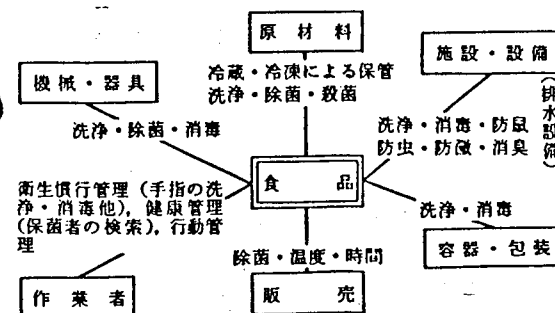 原材料
施設・設備
(排水設備)
機械・器具
冷蔵・冷凍による保管
洗浄・除菌・殺菌
洗浄・除菌・消毒
洗浄・消毒・防鼠
防虫・防黴・消臭
食品
衛生慣行管理(手指の洗
浄・消毒他),健康管理
(保菌者の検索),行動管
理
洗浄・消毒
容器・包装
除菌・温度・時間
作業者
販売